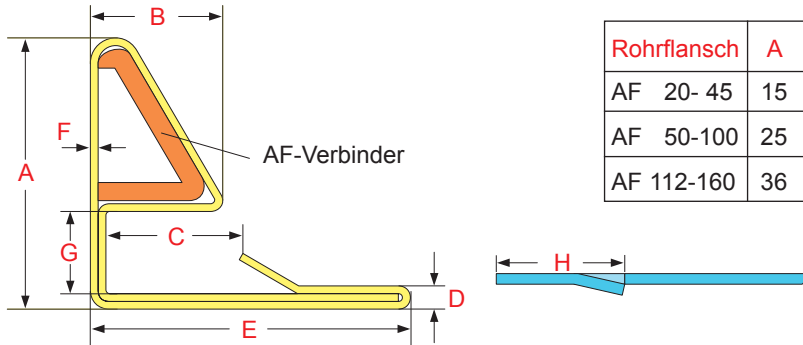 B
F
A
AF-Verbinder
G
C
D
E
H
Rohrflansch A
AF 20- 45 15
AF 50-100 25
AF 112-160 36